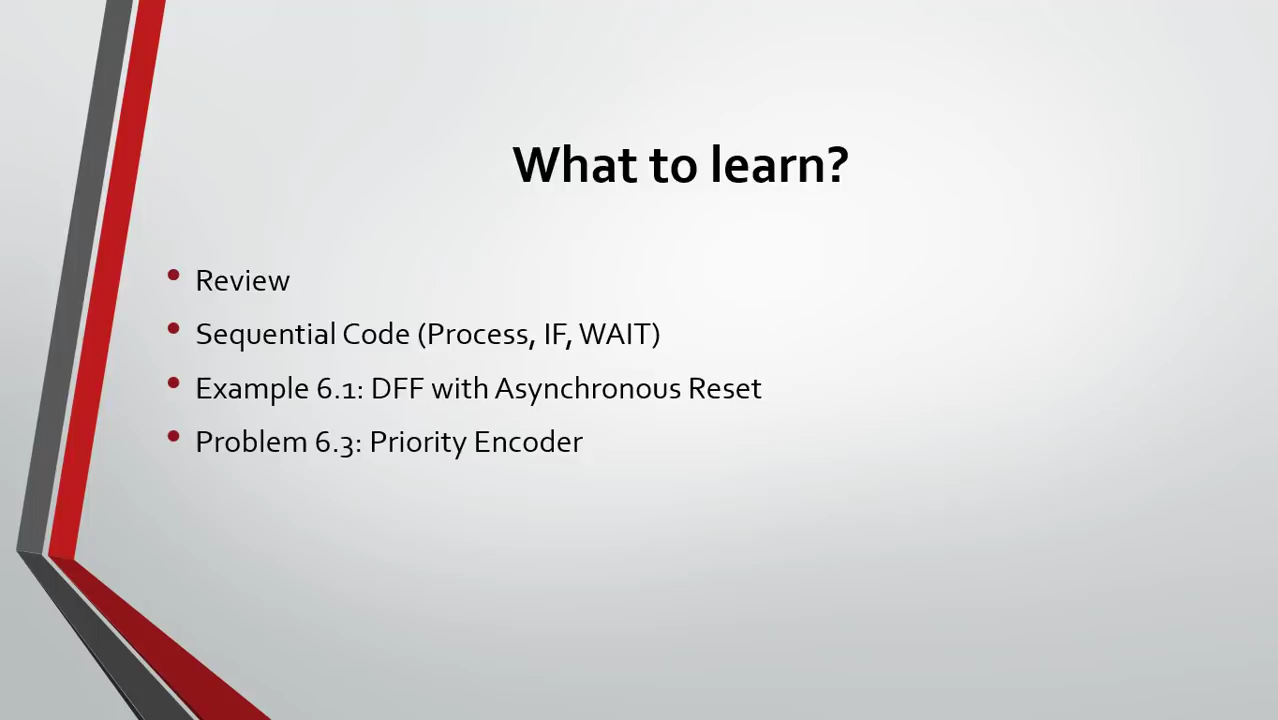 What to learn?
• Review
• Sequential Code (Process, IF, WAIT)
• Example 6.1: DFF with Asynchronous Reset
• Problem 6.3: Priority Encoder